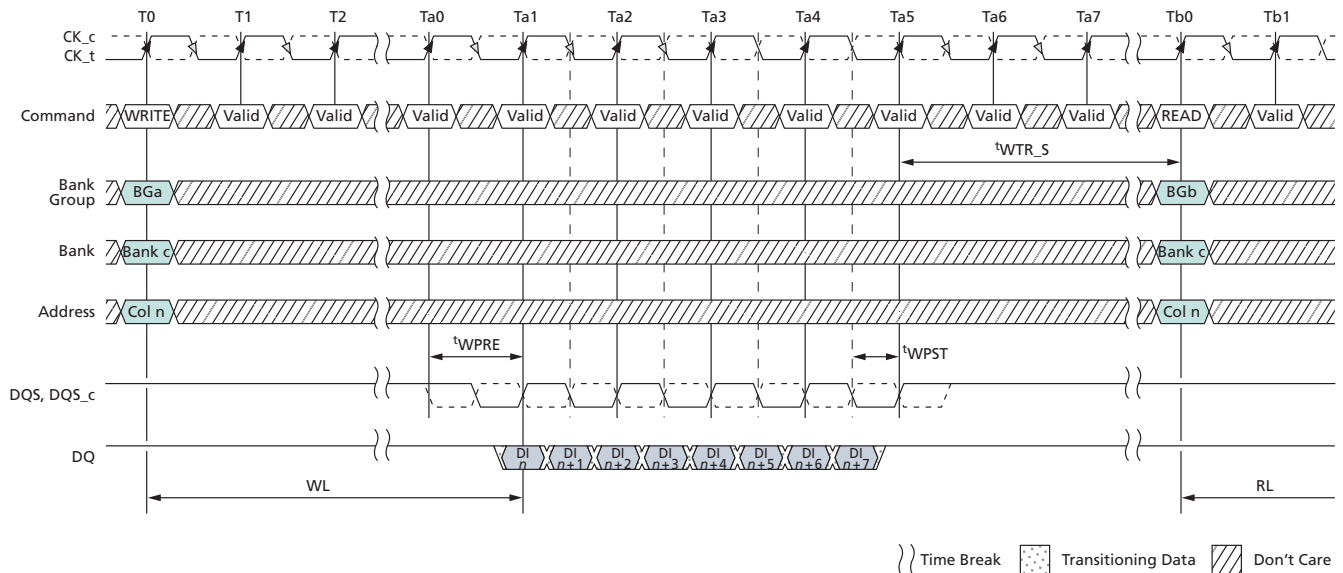 T0 T1 T2 Ta0 Ta1 Ta2 Ta3 Ta4 Ta5 Ta6 Ta7 Tb0 Tb1
CK_c
CK_t
Command WRITE Valid Valid Valid Valid Valid Valid Valid Valid Valid Valid READ Valid
tWTR_S
Bank Group BGa BGb
Bank Bank c Bank c
Address Col n Col n
tWPRE tWPST
DQS, DQS_c
DQ DI n DI n+1 DI n+2 DI n+3 DI n+4 DI n+5 DI n+6 DI n+7
WL RL
Time Break Transitioning Data Don't Care